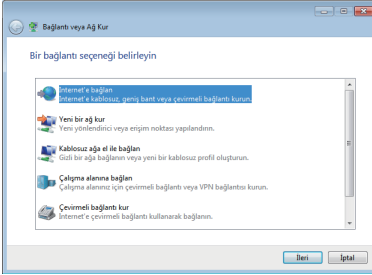 Bağlantı veya Ağ Kur
Bir bağlantı seçeneği belirleyin
İnternet'e bağlan
İnternet'e kablosuz, geniş bant veya çevirmeli bağlantı kurun.
Yeni bir ağ kur
Yeni yönlendirici veya erişim noktası yapılandırın.
Kablosuz ağa el ile bağlan
Gizli bir ağa bağlanın veya yeni bir kablosuz profil oluşturun.
Çalışma alanına bağlan
Çalışma alanınız için çevirmeli bağlantı veya VPN bağlantısı kurun.
Çevirmeli bağlantı kur
İnternet'e çevirmeli bağlantı kullanarak bağlanın.
İleri
İptal